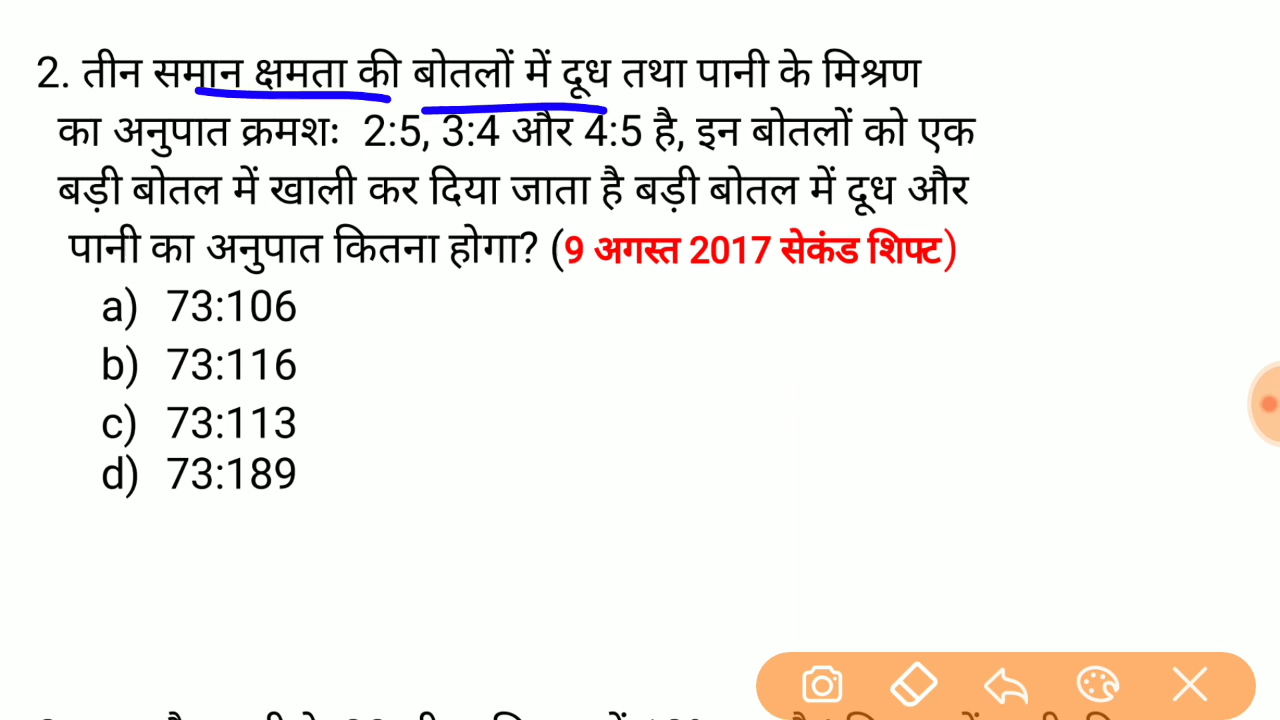 2. तीन समान क्षमता की बोतलों में दूध तथा पानी के मिश्रण
का अनुपात क्रमशः 2:5, 3:4 और 4:5 है, इन बोतलों को एक
बड़ी बोतल में खाली कर दिया जाता है बड़ी बोतल में दूध और
पानी का अनुपात कितना होगा? (9 अगस्त 2017 सेकंड शिफ्ट)
a) 73:106
b) 73:116
c) 73:113
d) 73:189